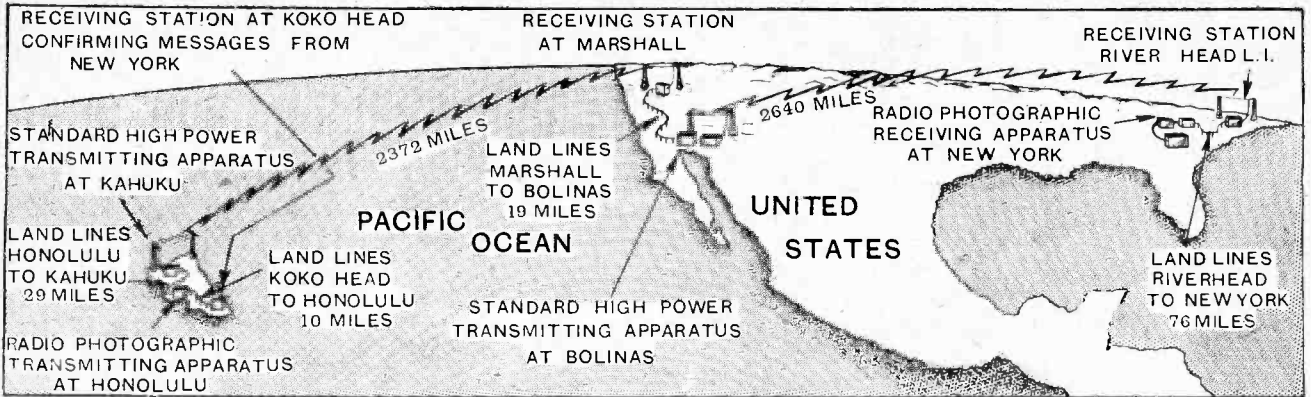 RECEIVING STATION AT KOKO HEAD
CONFIRMING MESSAGES FROM
NEW YORK
RECEIVING STATION
AT MARSHALL
RECEIVING STATION
RIVER HEAD L.I.
STANDARD HIGH POWER
TRANSMITTING APPARATUS
AT KAHUKU
2372 MILES
2640 MILES
LAND LINES
MARSHALL
TO BOLINAS
19 MILES
RADIO PHOTOGRAPHIC
RECEIVING APPARATUS
AT NEW YORK
PACIFIC
OCEAN
UNITED
STATES
LAND LINES
HONOLULU
TO KAHUKU
29 MILES
LAND LINES
KOKO HEAD
TO HONOLULU
10 MILES
STANDARD HIGH POWER
TRANSMITTING APPARATUS
AT BOLINAS
LAND LINES
RIVERHEAD
TO NEW YORK
76 MILES
RADIO PHOTOGRAPHIC
TRANSMITTING APPARATUS
AT HONOLULU